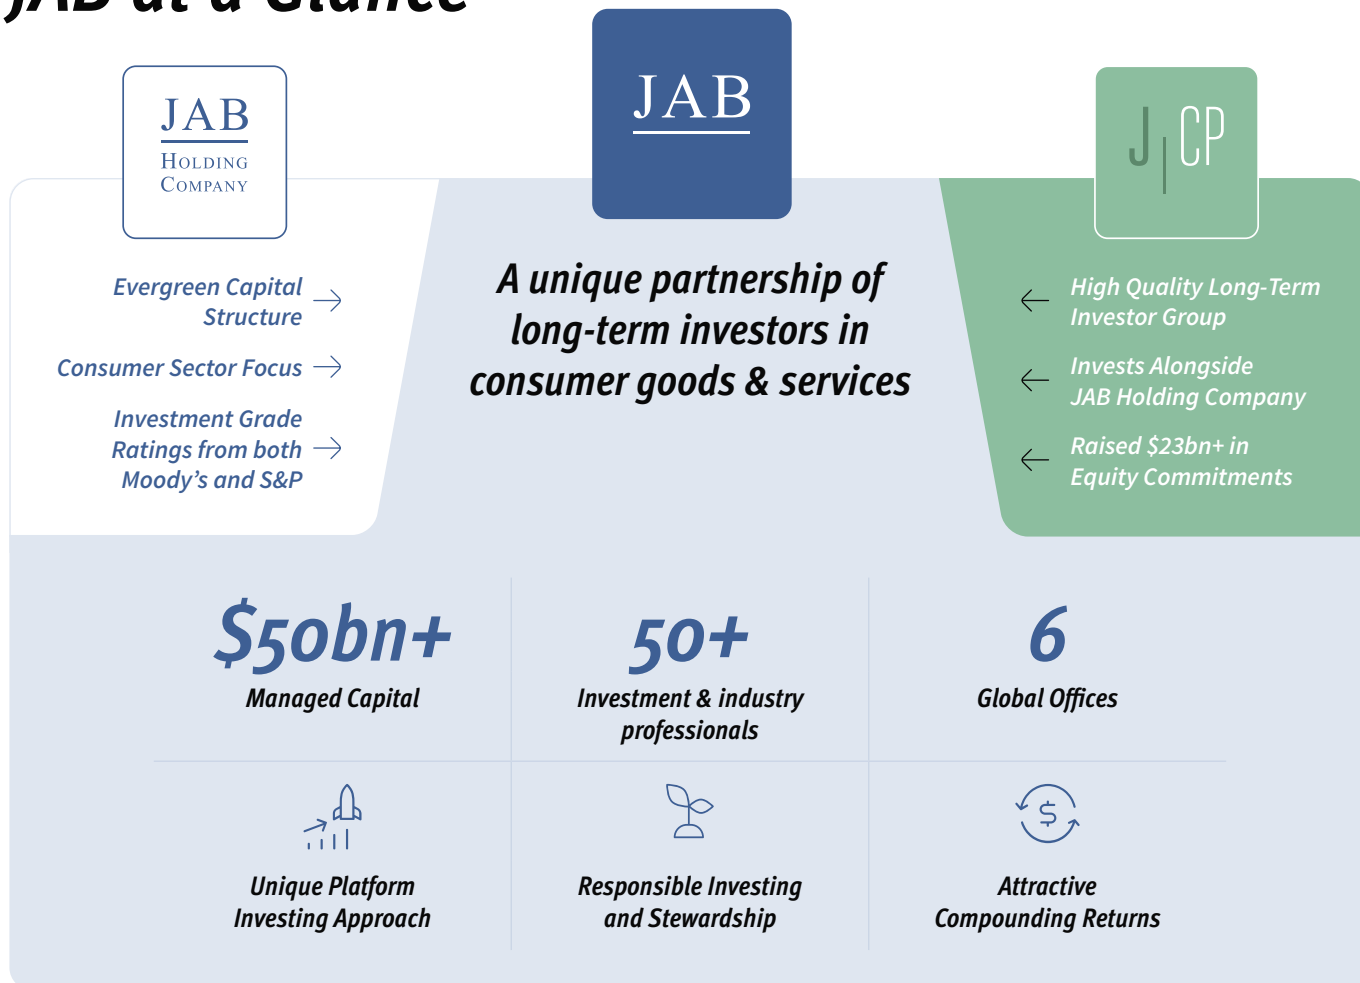 JAB at a Glance
JAB
HOLDING
COMPANY
JAB
J CP
Evergreen Capital
Structure
Consumer Sector Focus
Investment Grade
Ratings from both
Moody’s and S&P
A unique partnership of
long-term investors in
consumer goods & services
High Quality Long-Term
Investor Group
Invests Alongside
JAB Holding Company
Raised $23bn+ in
Equity Commitments
$50bn+
Managed Capital
50+
Investment & industry
professionals
6
Global Offices
Unique Platform
Investing Approach
Responsible Investing
and Stewardship
$
Attractive
Compounding Returns